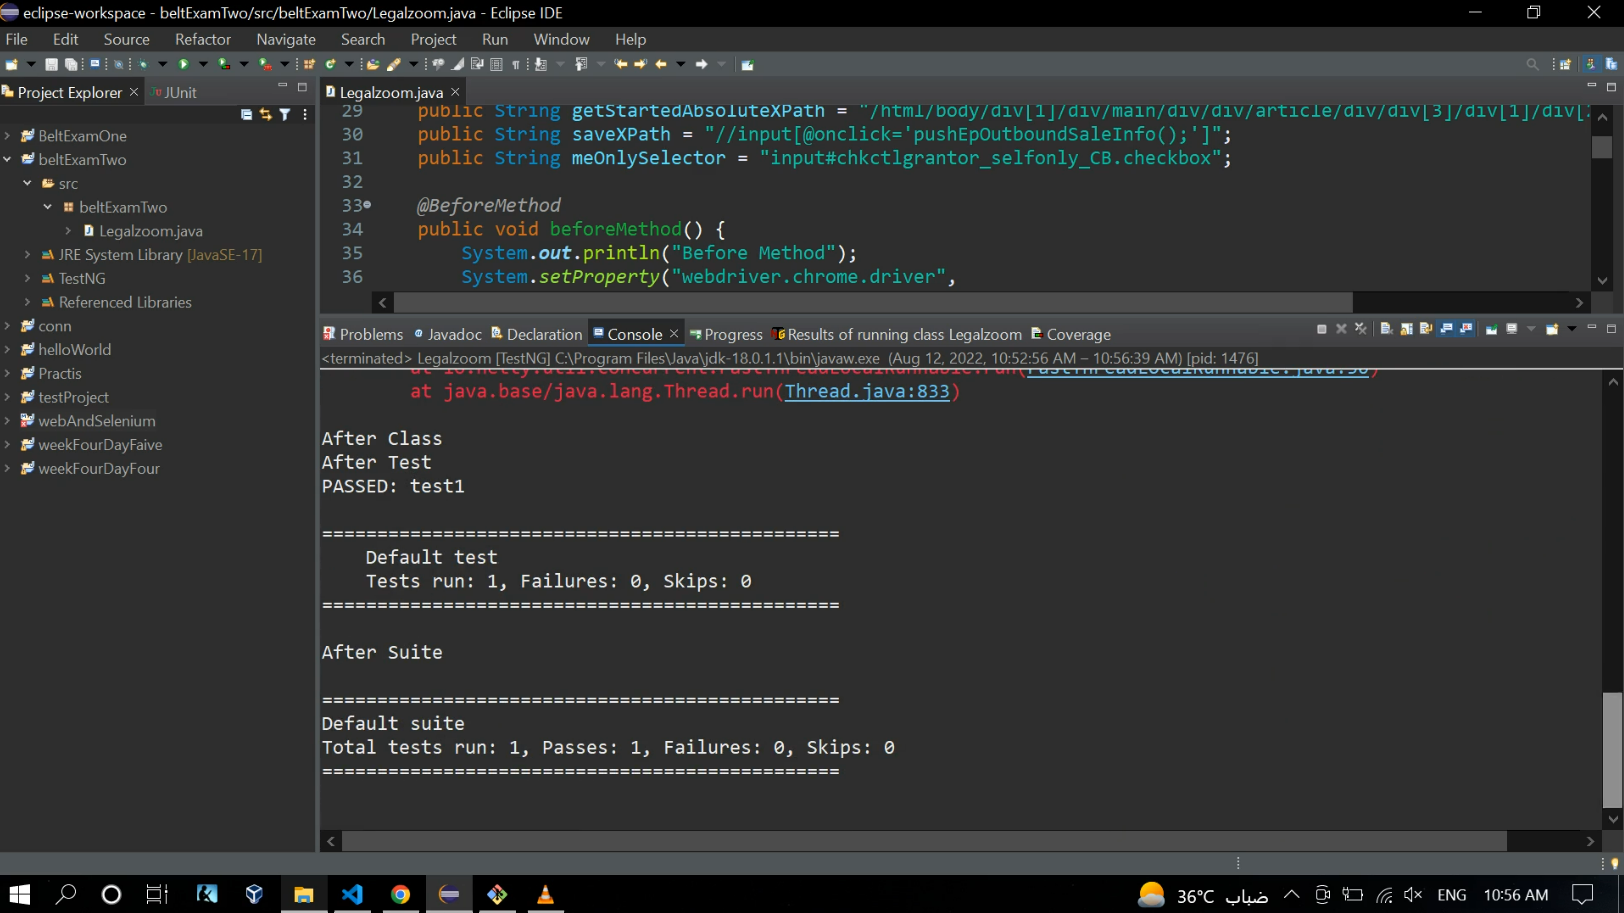 eclipse-workspace - beltExamTwo/src/beltExamTwo/Legalzoom.java - Eclipse IDE
File Edit Source Refactor Navigate Search Project Run Window Help
Project Explorer JUnit
Legalzoom.java
BeltExamOne
beltExamTwo
src
beltExamTwo
Legalzoom.java
JRE System Library [JavaSE-17]
TestNG
Referenced Libraries
conn
helloWorld
Practis
testProject
webAndSelenium
weekFourDayFaive
weekFourDayFour
29 public String getStartedAbsoluteXPath = "/html/body/div[1]/div/main/div/div/article/div/div[3]/div[1]/div[
30 public String saveXPath = "//input[@onclick='pushEpOutboundSaleInfo();']";
31 public String meOnlySelector = "input#chkctlgrantor_selfonly_CB.checkbox";
32
33 @BeforeMethod
34 public void beforeMethod() {
35 System.out.println("Before Method");
36 System.setProperty("webdriver.chrome.driver",
Problems Javadoc Declaration Console Progress Results of running class Legalzoom Coverage
<terminated> Legalzoom [TestNG] C:\Program Files\Java\jdk-18.0.1.1\bin\javaw.exe (Aug 12, 2022, 10:52:56 AM – 10:56:39 AM) [pid: 1476]
at java.base/java.lang.Thread.run(Thread.java:833)
After Class
After Test
PASSED: test1
===============================================
Default test
Tests run: 1, Failures: 0, Skips: 0
===============================================
After Suite
===============================================
Default suite
Total tests run: 1, Passes: 1, Failures: 0, Skips: 0
===============================================
36°C ضباب ENG 10:56 AM